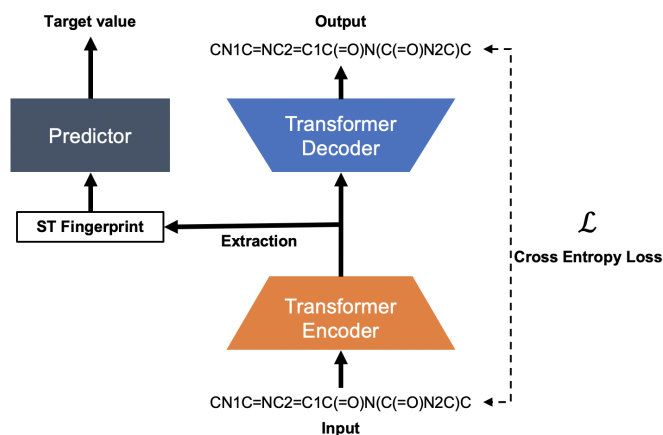 Target value
Output
CN1C=NC2=C1C(=O)N(C(=O)N2C)C
Predictor
Transformer
Decoder
ST Fingerprint
Extraction
ℒ
Cross Entropy Loss
Transformer
Encoder
CN1C=NC2=C1C(=O)N(C(=O)N2C)C
Input